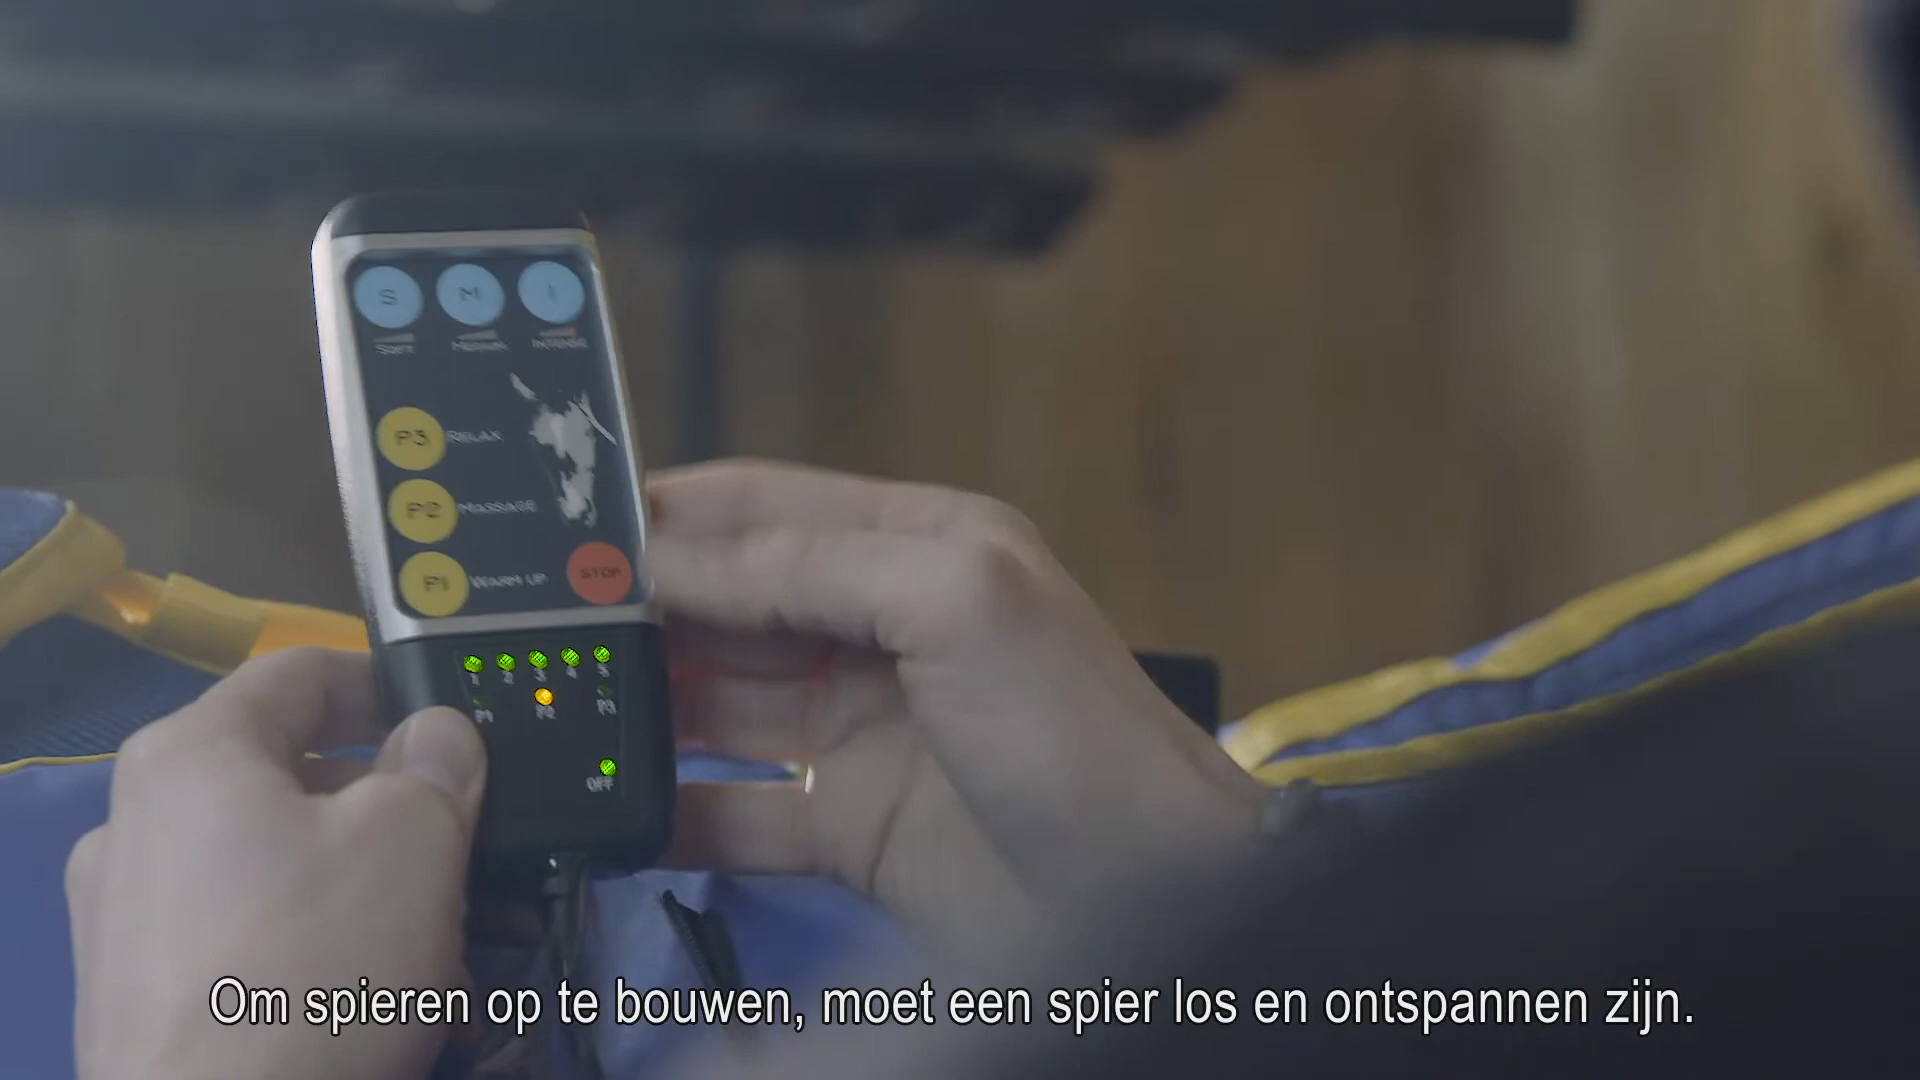 S M I
SOFT MEDIUM INTENSE
P3 RELAX
P2 MASSAGE
P1 WARM UP STOP
1 2 3 4 5
P1 P2 P3
OFF
Om spieren op te bouwen, moet een spier los en ontspannen zijn.